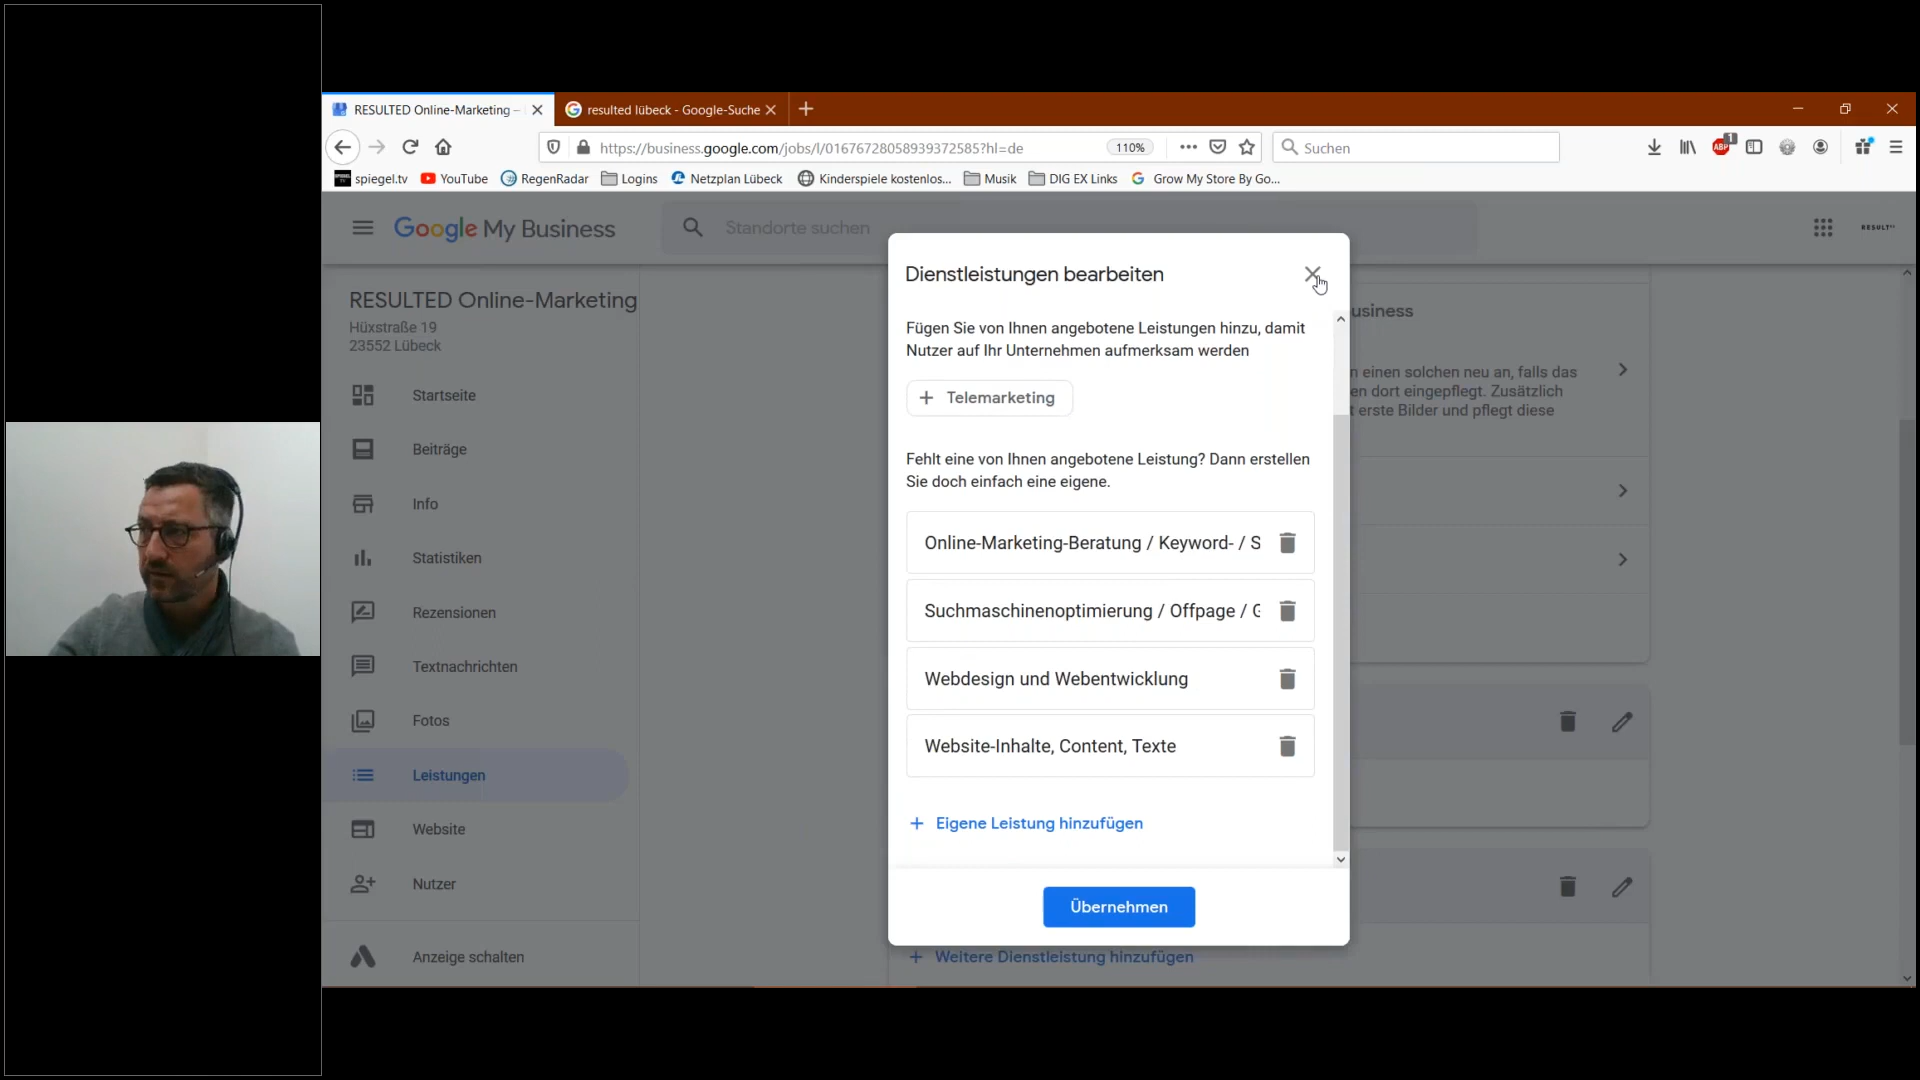 RESULTED Online-Marketing –
resulted lübeck - Google-Suche
https://business.google.com/jobs/l/01676728058939372585?hl=de
110%
Suchen
ABP
1
spiegel.tv
YouTube
RegenRadar
Logins
Netzplan Lübeck
Kinderspiele kostenlos...
Musik
DIG EX Links
Grow My Store By Go...
Google My Business
Standorte suchen
RESULT
RESULTED Online-Marketing
Hüxstraße 19
23552 Lübeck
Startseite
Beiträge
Info
Statistiken
Rezensionen
Textnachrichten
Fotos
Leistungen
Website
Nutzer
Anzeige schalten
Dienstleistungen bearbeiten
Fügen Sie von Ihnen angebotene Leistungen hinzu, damit
Nutzer auf Ihr Unternehmen aufmerksam werden
+ Telemarketing
Fehlt eine von Ihnen angebotene Leistung? Dann erstellen
Sie doch einfach eine eigene.
Online-Marketing-Beratung / Keyword- / S
Suchmaschinenoptimierung / Offpage / G
Webdesign und Webentwicklung
Website-Inhalte, Content, Texte
+ Eigene Leistung hinzufügen
Übernehmen
usiness
n einen solchen neu an, falls das
en dort eingepflegt. Zusätzlich
t erste Bilder und pflegt diese
+ Weitere Dienstleistung hinzufügen